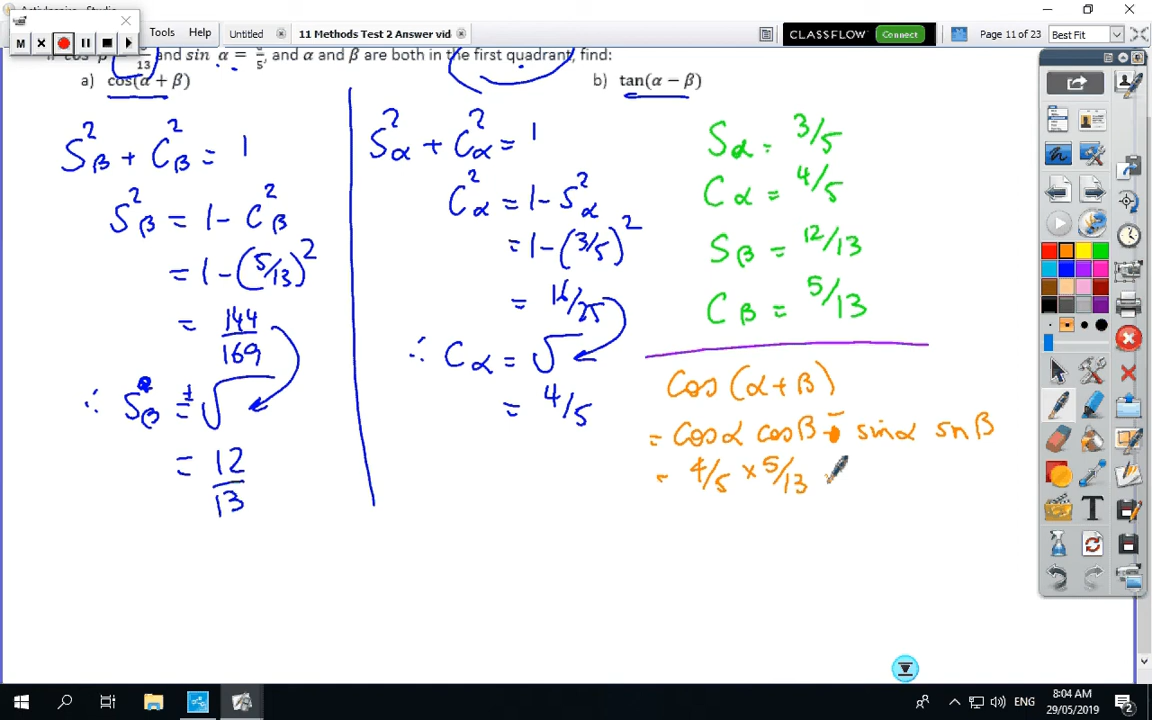 Tools Help
Untitled
11 Methods Test 2 Answer vid
CLASSFLOW Connect
Page 11 of 23
Best Fit
13 and sin α = 5, and α and β are both in the first quadrant, find:
a) cos(α + β)
b) tan(α − β)
S²β + C²β = 1
S²β = 1 - C²β
= 1 - (5/13)²
= 144/169
∴ Sβ = ± √
= 12/13
S²α + C²α = 1
C²α = 1 - S²α
= 1 - (3/5)²
= 16/25
∴ Cα = √
= 4/5
Sα = 3/5
Cα = 4/5
Sβ = 12/13
Cβ = 5/13
Cos (α + β)
= Cosα cosβ - sinα snβ
= 4/5 × 5/13
T
ENG
8:04 AM
29/05/2019
2